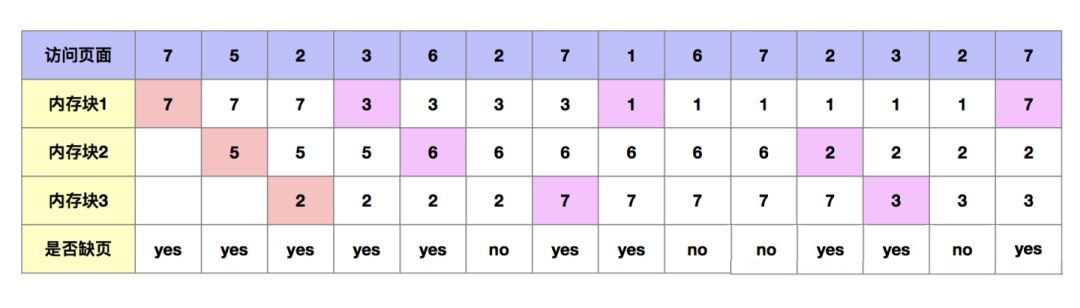 访问页面 7 5 2 3 6 2 7 1 6 7 2 3 2 7
内存块1 7 7 7 3 3 3 3 1 1 1 1 1 1 7
内存块2 5 5 5 6 6 6 6 6 6 2 2 2 2
内存块3 2 2 2 2 7 7 7 7 7 3 3 3
是否缺页 yes yes yes yes yes no yes yes no no yes yes no yes